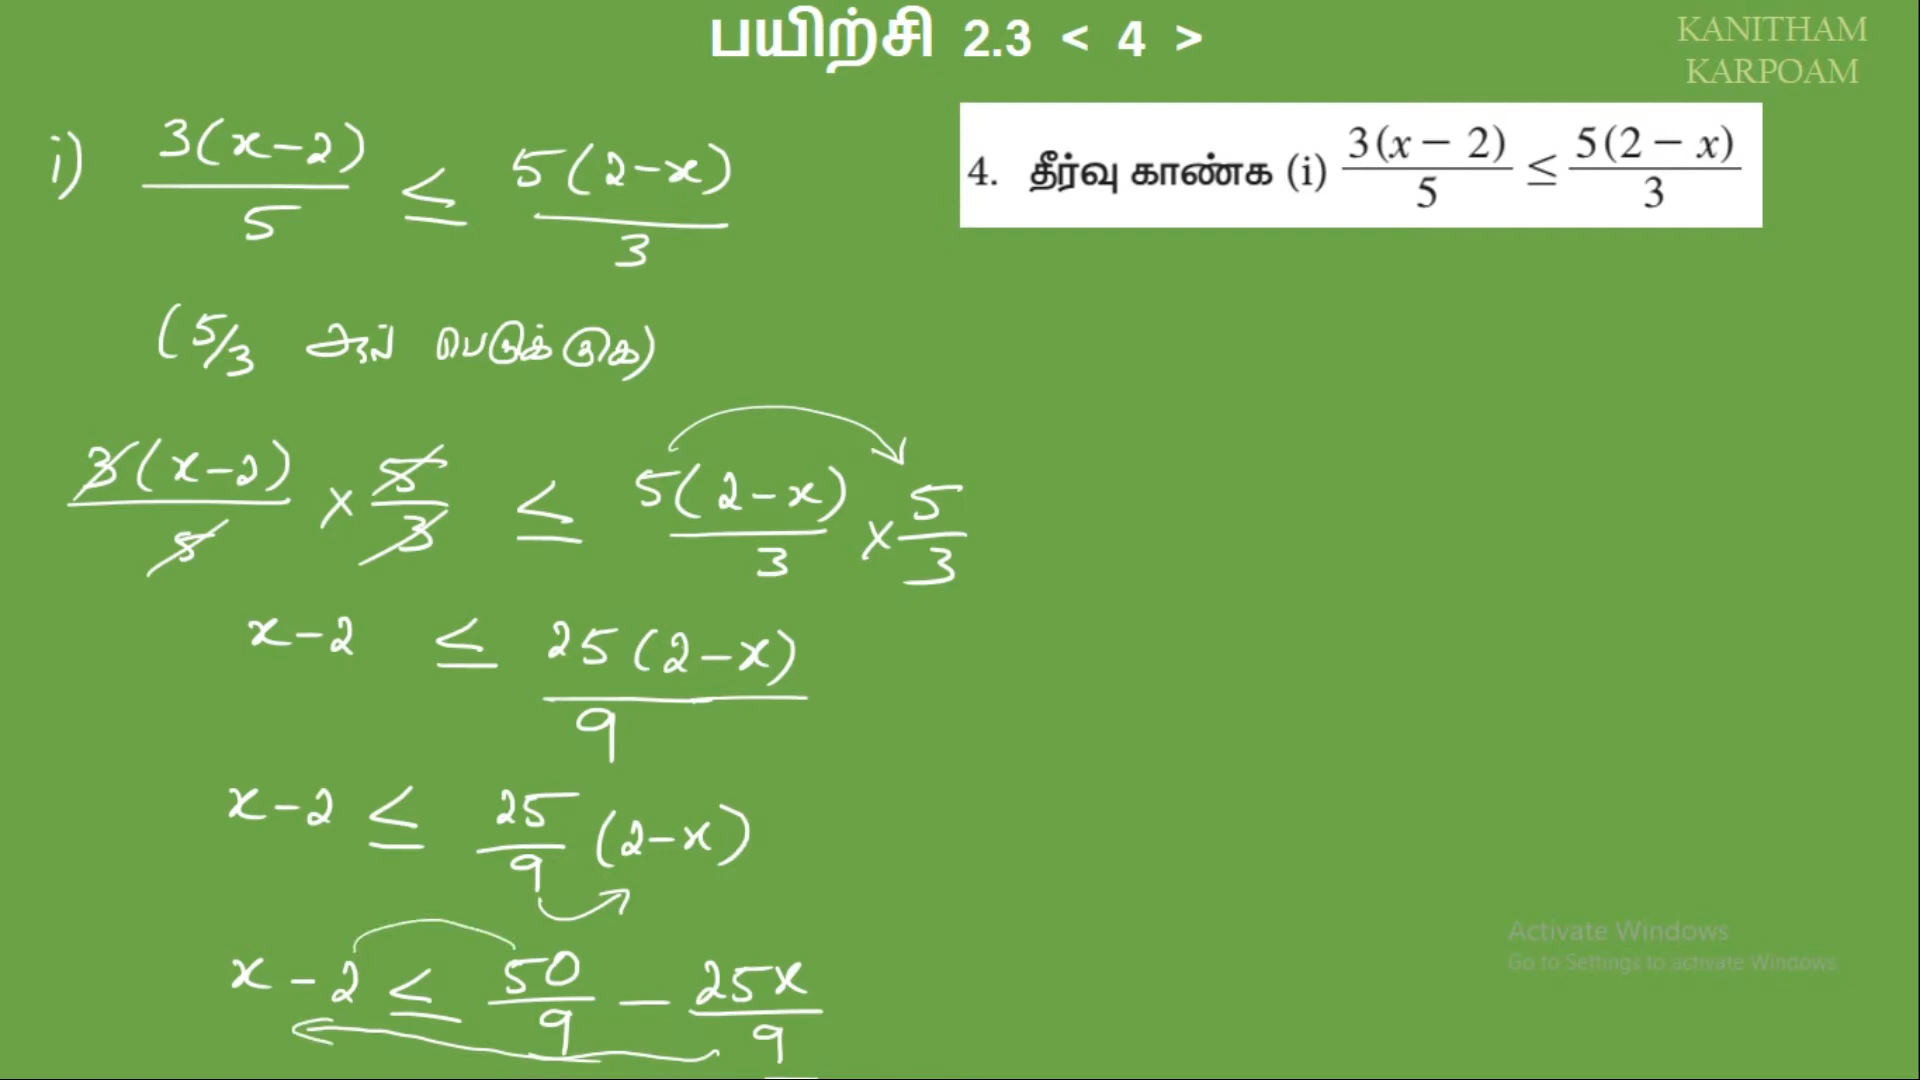 பயிற்சி 2.3 < 4 >
KANITHAM
KARPOAM
4. தீர்வு காண்க (i) 3(x − 2)/5 ≤ 5(2 − x)/3
i) 3(x-2)/5 ≤ 5(2-x)/3
(5/3 ஆல் பெருக்குக)
3(x-2)/5 × 5/3 ≤ 5(2-x)/3 × 5/3
x-2 ≤ 25(2-x)/9
x-2 ≤ 25/9 (2-x)
x-2 ≤ 50/9 - 25x/9
Activate Windows
Go to Settings to activate Windows.